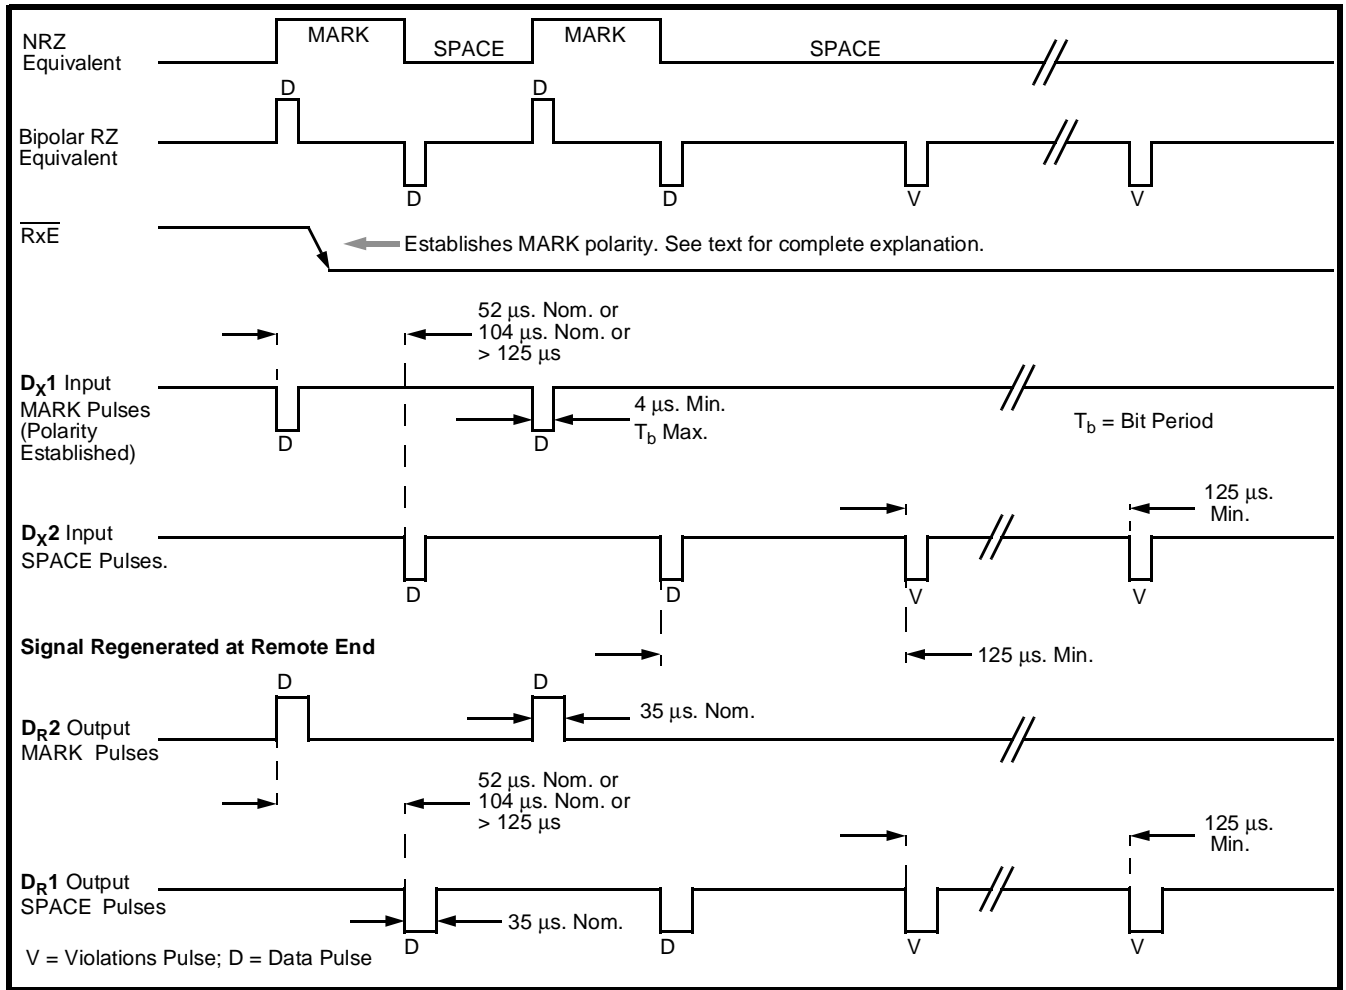 NRZ
Equivalent
MARK
SPACE
MARK
SPACE
D
D
Bipolar RZ
Equivalent
D
D
V
V
RxE
Establishes MARK polarity. See text for complete explanation.
52 µs. Nom. or
104 µs. Nom. or
> 125 µs
DX1 Input
MARK Pulses
(Polarity
Established)
D
D
4 µs. Min.
Tb Max.
Tb = Bit Period
125 µs.
Min.
DX2 Input
SPACE Pulses.
D
D
V
V
125 µs. Min.
Signal Regenerated at Remote End
D
D
35 µs. Nom.
DR2 Output
MARK Pulses
52 µs. Nom. or
104 µs. Nom. or
> 125 µs
125 µs.
Min.
DR1 Output
SPACE Pulses
35 µs. Nom.
D
D
V
V
V = Violations Pulse; D = Data Pulse